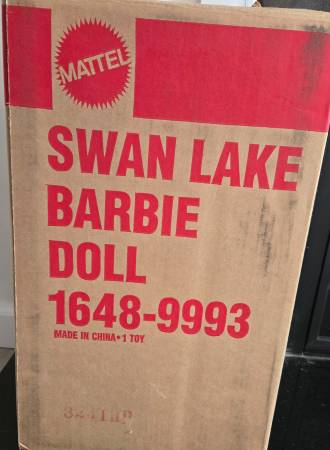 MATTEL
SWAN LAKE
BARBIE
DOLL
1648-9993
MADE IN CHINA•1 TOY